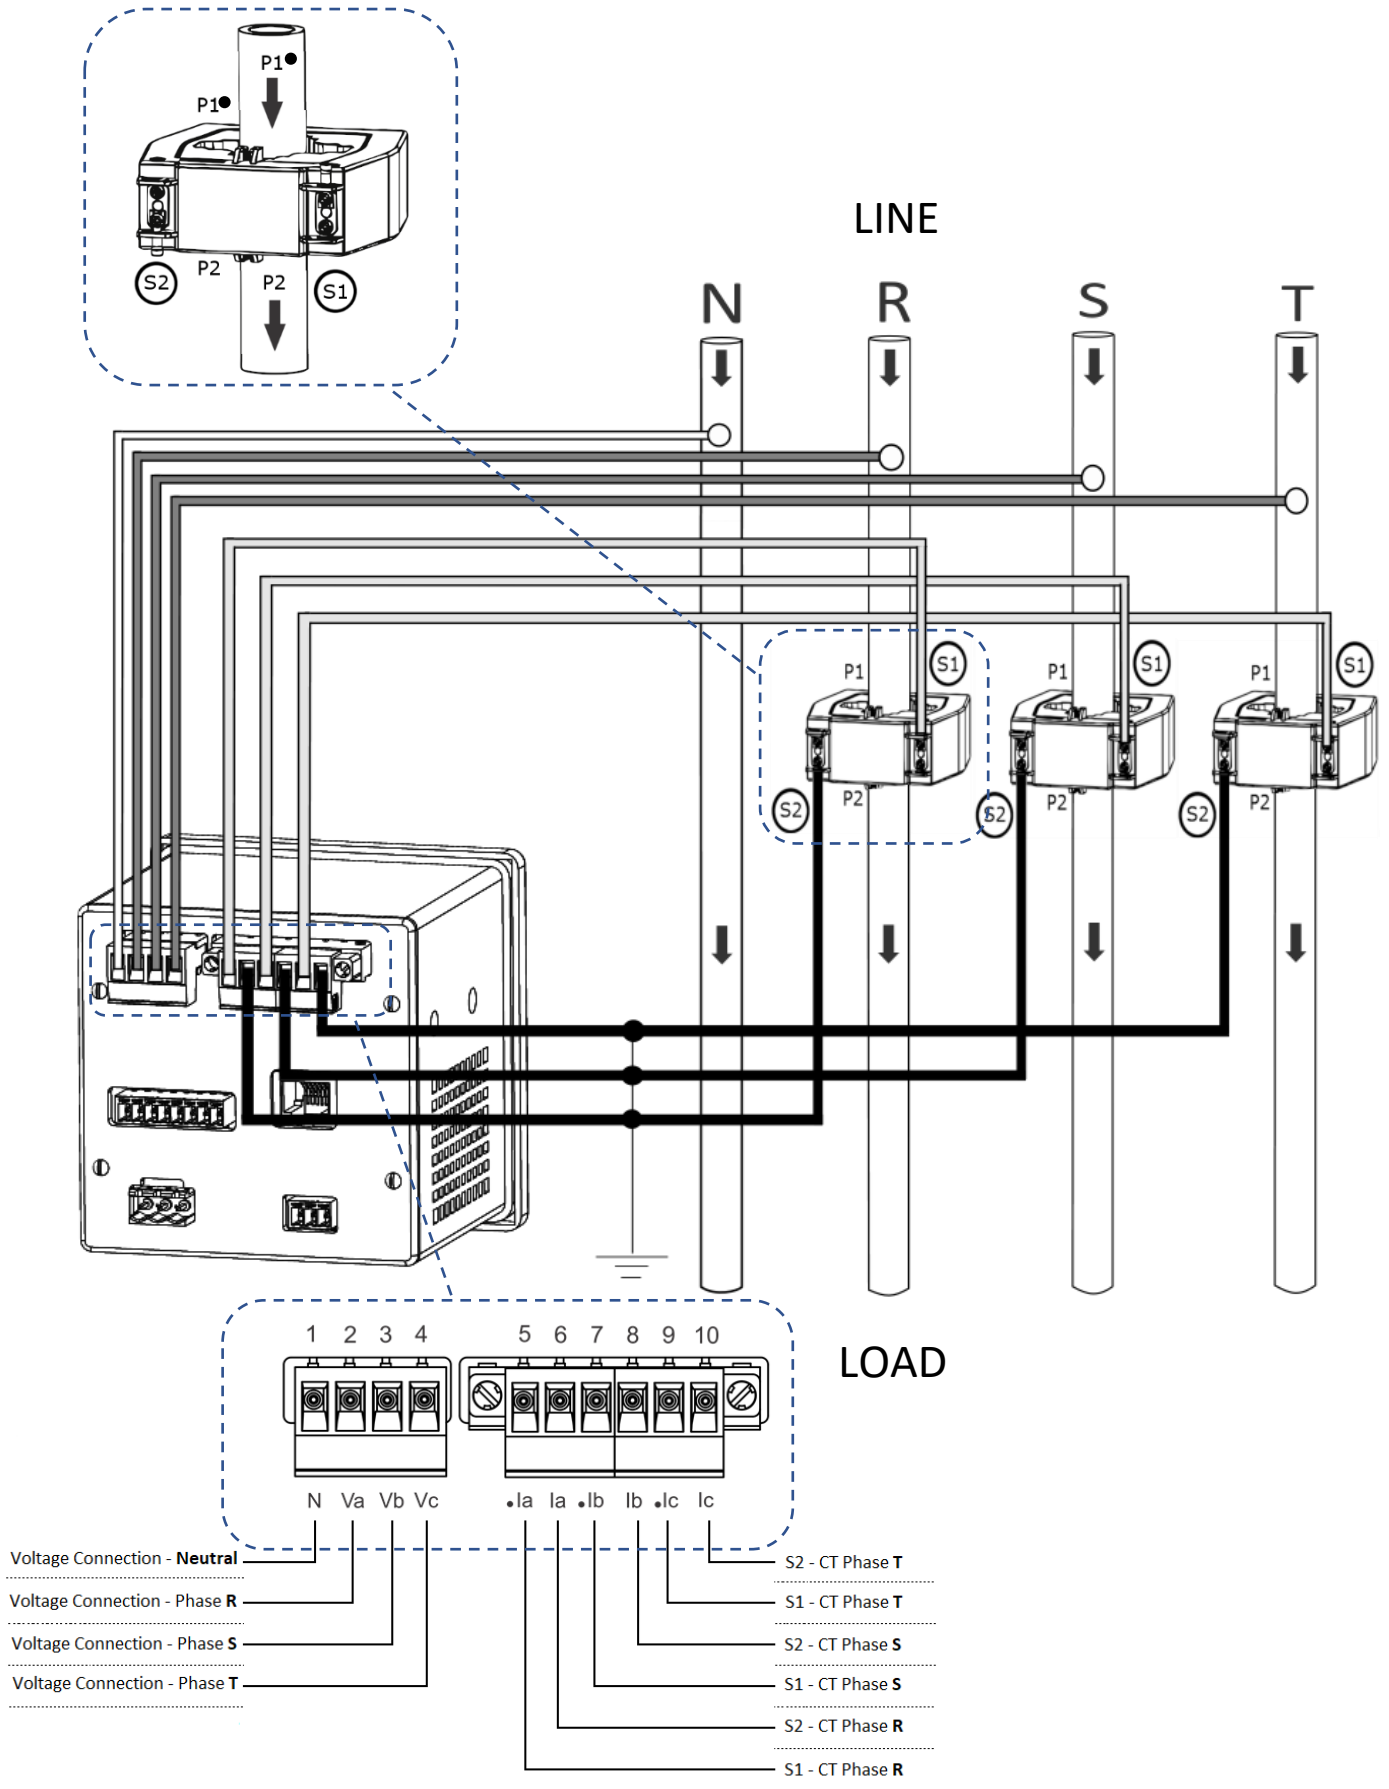 P1●
P1●
P2
P2
S2
S1
LINE
N
R
S
T
P1
S1
P1
S1
P1
S1
S2
P2
S2
P2
S2
P2
LOAD
1 2 3 4 5 6 7 8 9 10
N Va Vb Vc •Ia Ia •Ib Ib •Ic Ic
Voltage Connection - Neutral
Voltage Connection - Phase R
Voltage Connection - Phase S
Voltage Connection - Phase T
S2 - CT Phase T
S1 - CT Phase T
S2 - CT Phase S
S1 - CT Phase S
S2 - CT Phase R
S1 - CT Phase R